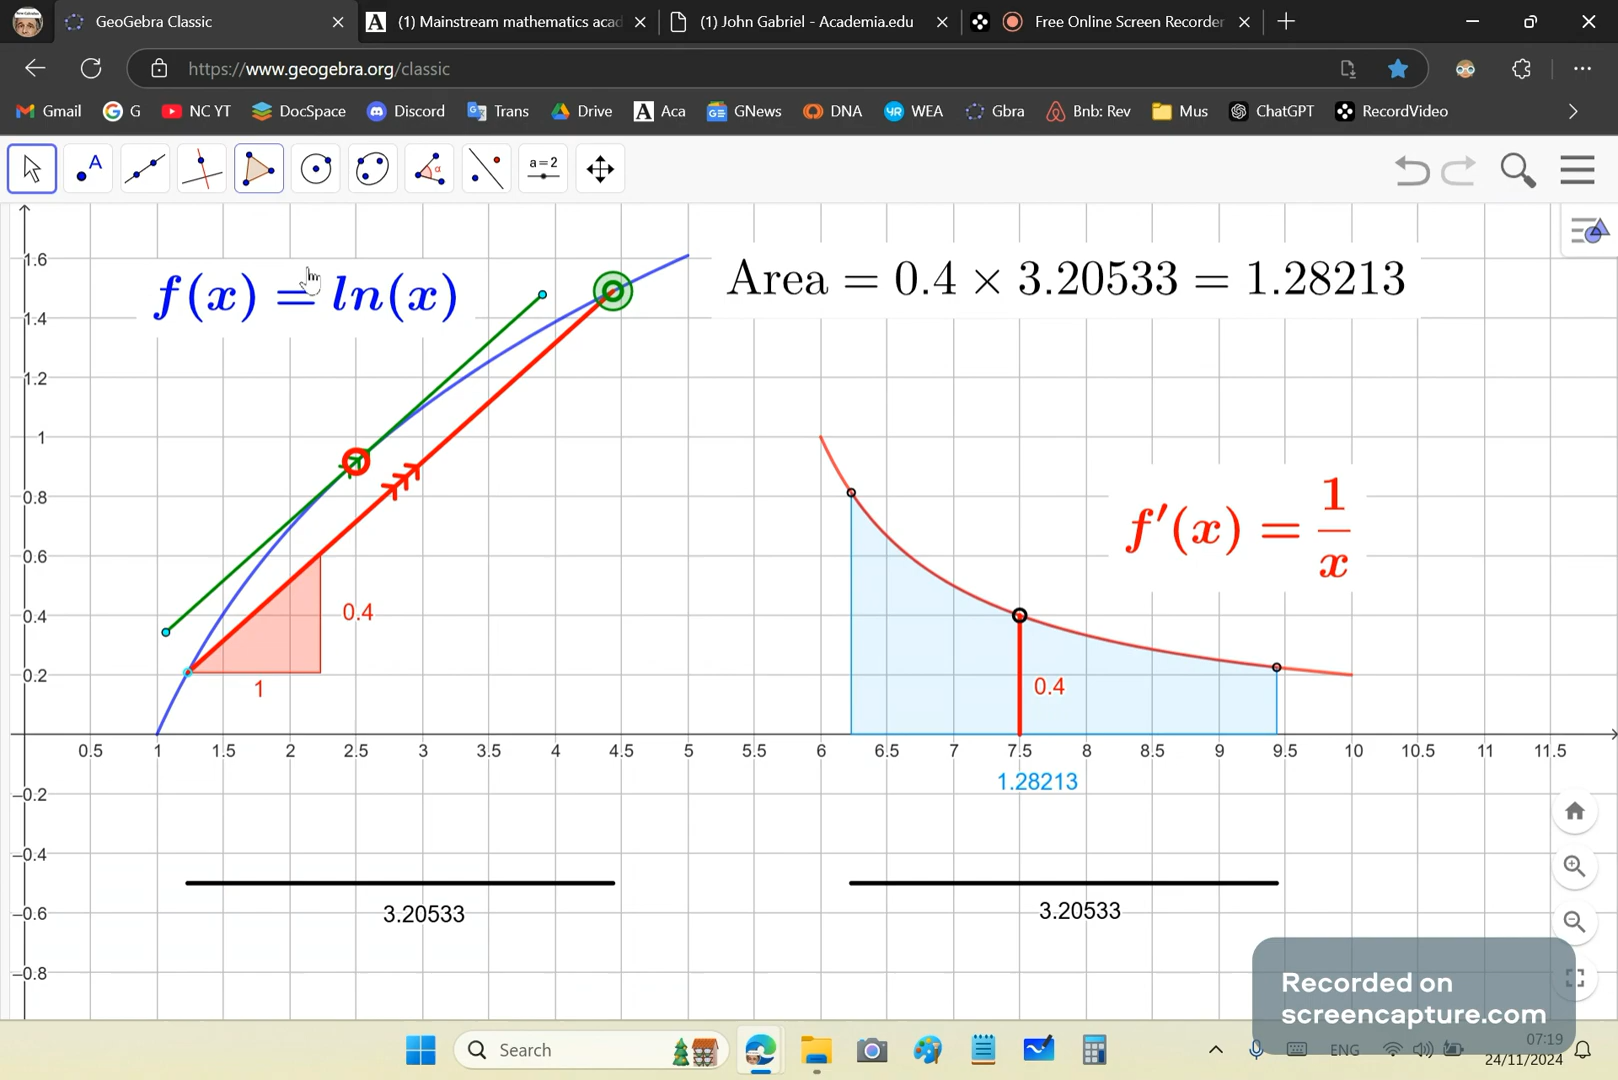 GeoGebra Classic
(1) Mainstream mathematics acad
(1) John Gabriel - Academia.edu
Free Online Screen Recorder
https://www.geogebra.org/classic
Gmail
G
NC YT
DocSpace
Discord
Trans
Drive
Aca
GNews
DNA
WEA
Gbra
Bnb: Rev
Mus
ChatGPT
RecordVideo
A
α
a=2
f(x) = ln(x)
Area = 0.4 × 3.20533 = 1.28213
f′(x) = 1/x
1.6
1.4
1.2
1
0.8
0.6
0.4
0.2
0.4
1
0.4
0.5 1 1.5 2 2.5 3 3.5 4 4.5 5 5.5 6 6.5 7 7.5 8 8.5 9 9.5 10 10.5 11 11.5
1.28213
−0.2
−0.4
−0.6
−0.8
3.20533
3.20533
Recorded on
screencapture.com
Search
ENG
07:19
24/11/2024